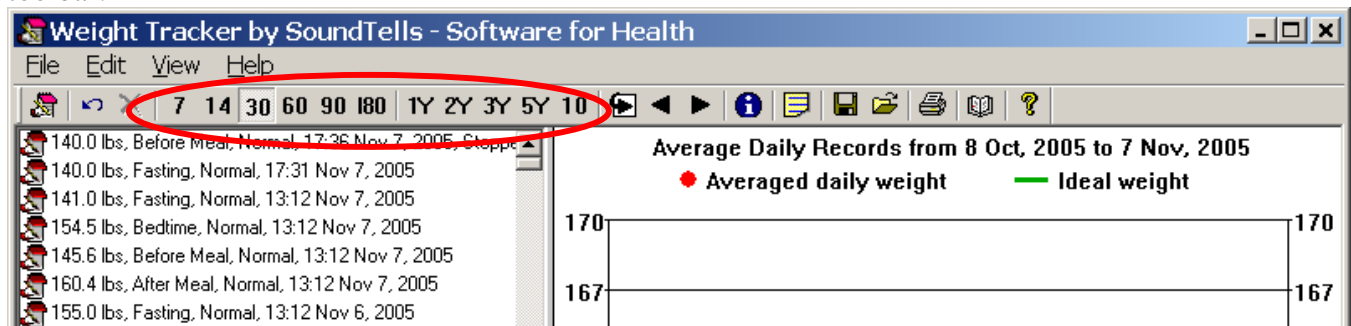 Weight Tracker by SoundTells - Software for Health
File Edit View Help
7 14 30 60 90 180 1Y 2Y 3Y 5Y 10
140.0 lbs, Before Meal, Normal, 17:36 Nov 7, 2005, Stoppe
140.0 lbs, Fasting, Normal, 17:31 Nov 7, 2005
141.0 lbs, Fasting, Normal, 13:12 Nov 7, 2005
154.5 lbs, Bedtime, Normal, 13:12 Nov 7, 2005
145.6 lbs, Before Meal, Normal, 13:12 Nov 7, 2005
160.4 lbs, After Meal, Normal, 13:12 Nov 7, 2005
155.0 lbs, Fasting, Normal, 13:12 Nov 6, 2005
Average Daily Records from 8 Oct, 2005 to 7 Nov, 2005
Averaged daily weight Ideal weight
170 170
167 167